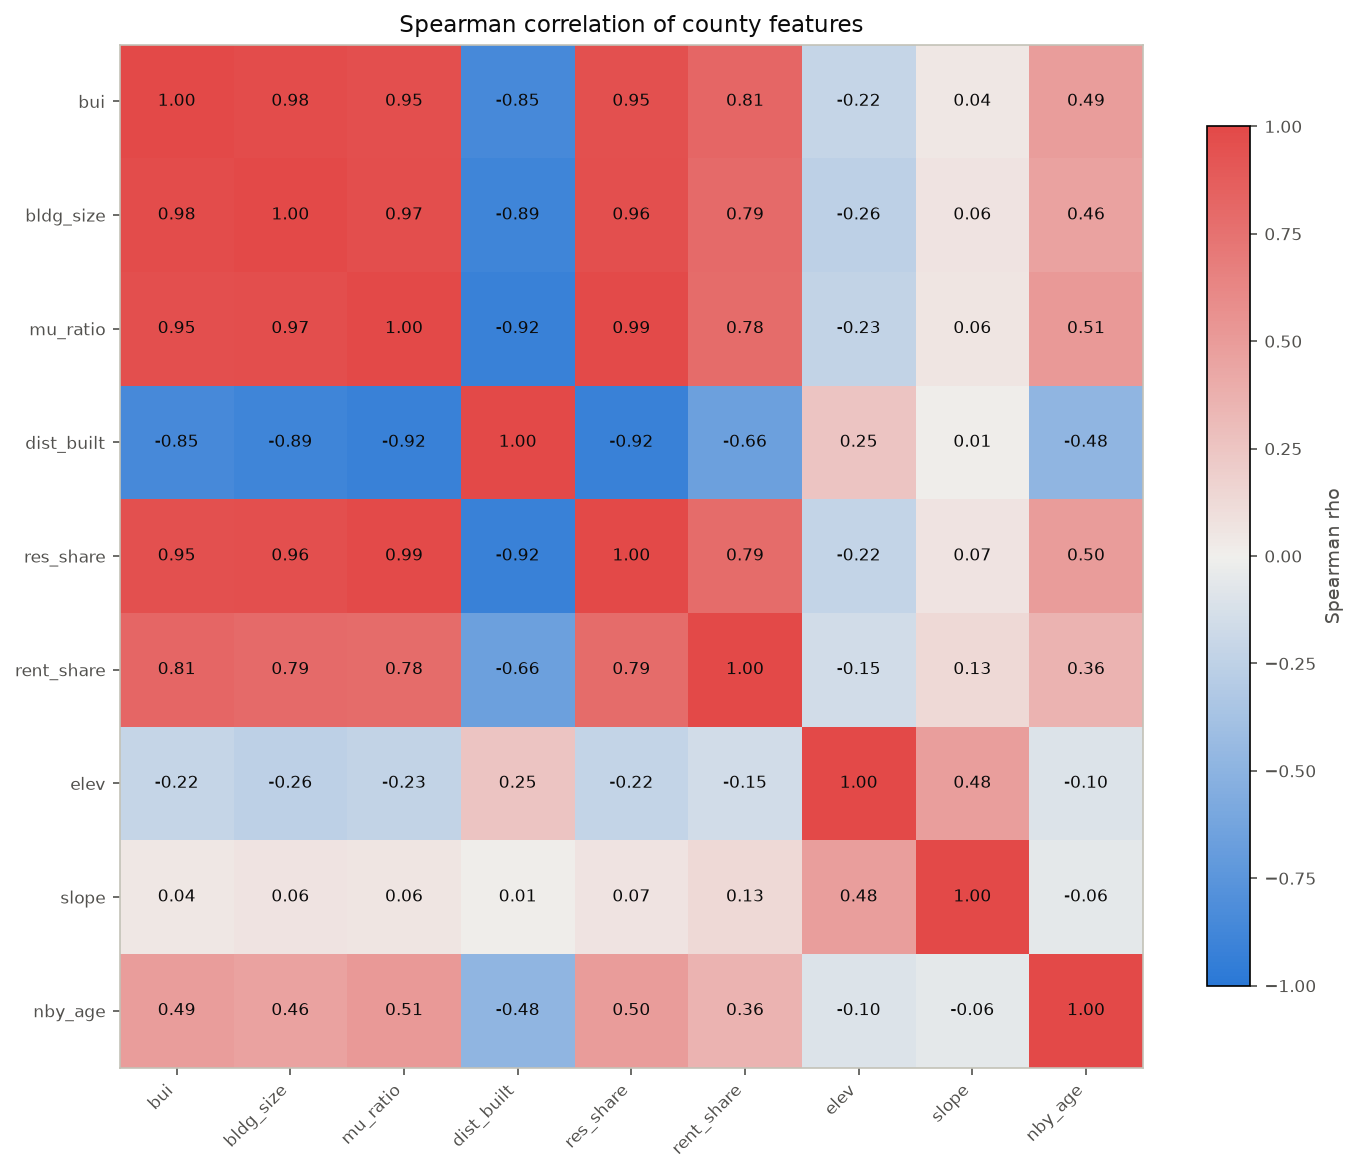 Spearman correlation of county features
bui 1.00 0.98 0.95 -0.85 0.95 0.81 -0.22 0.04 0.49
bldg_size 0.98 1.00 0.97 -0.89 0.96 0.79 -0.26 0.06 0.46
mu_ratio 0.95 0.97 1.00 -0.92 0.99 0.78 -0.23 0.06 0.51
dist_built -0.85 -0.89 -0.92 1.00 -0.92 -0.66 0.25 0.01 -0.48
res_share 0.95 0.96 0.99 -0.92 1.00 0.79 -0.22 0.07 0.50
rent_share 0.81 0.79 0.78 -0.66 0.79 1.00 -0.15 0.13 0.36
elev -0.22 -0.26 -0.23 0.25 -0.22 -0.15 1.00 0.48 -0.10
slope 0.04 0.06 0.06 0.01 0.07 0.13 0.48 1.00 -0.06
nby_age 0.49 0.46 0.51 -0.48 0.50 0.36 -0.10 -0.06 1.00
bui bldg_size mu_ratio dist_built res_share rent_share elev slope nby_age
1.00
0.75
0.50
0.25
0.00
−0.25
−0.50
−0.75
−1.00
Spearman rho